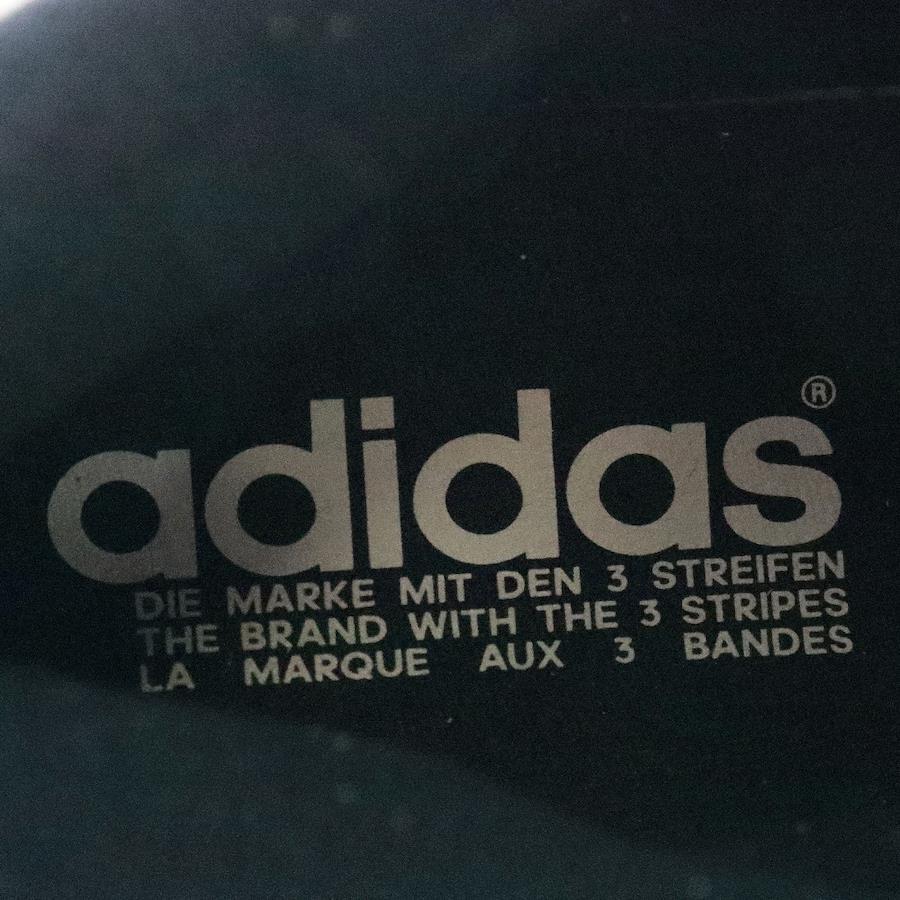 adidas®
DIE MARKE MIT DEN 3 STREIFEN
THE BRAND WITH THE 3 STRIPES
LA MARQUE AUX 3 BANDES